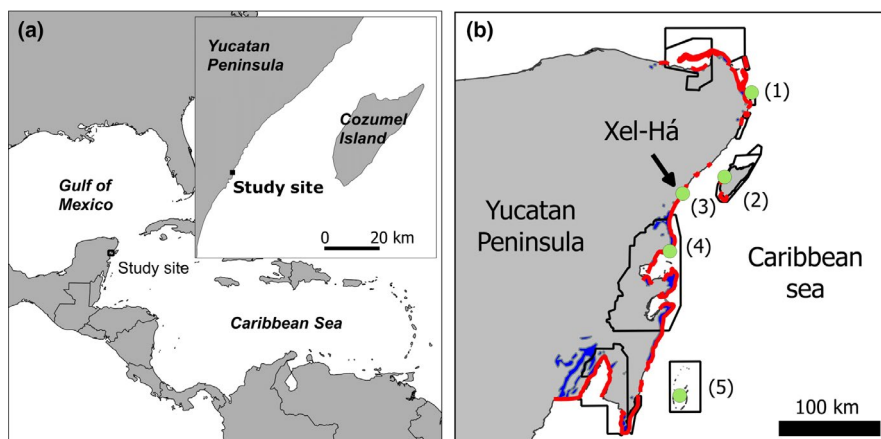 (a)
Yucatan
Peninsula
Cozumel
Island
Study site
0 20 km
Gulf of
Mexico
Study site
Caribbean Sea
(b)
(1)
Xel-Há
(2)
(3)
Yucatan
Peninsula
(4)
Caribbean
sea
(5)
100 km